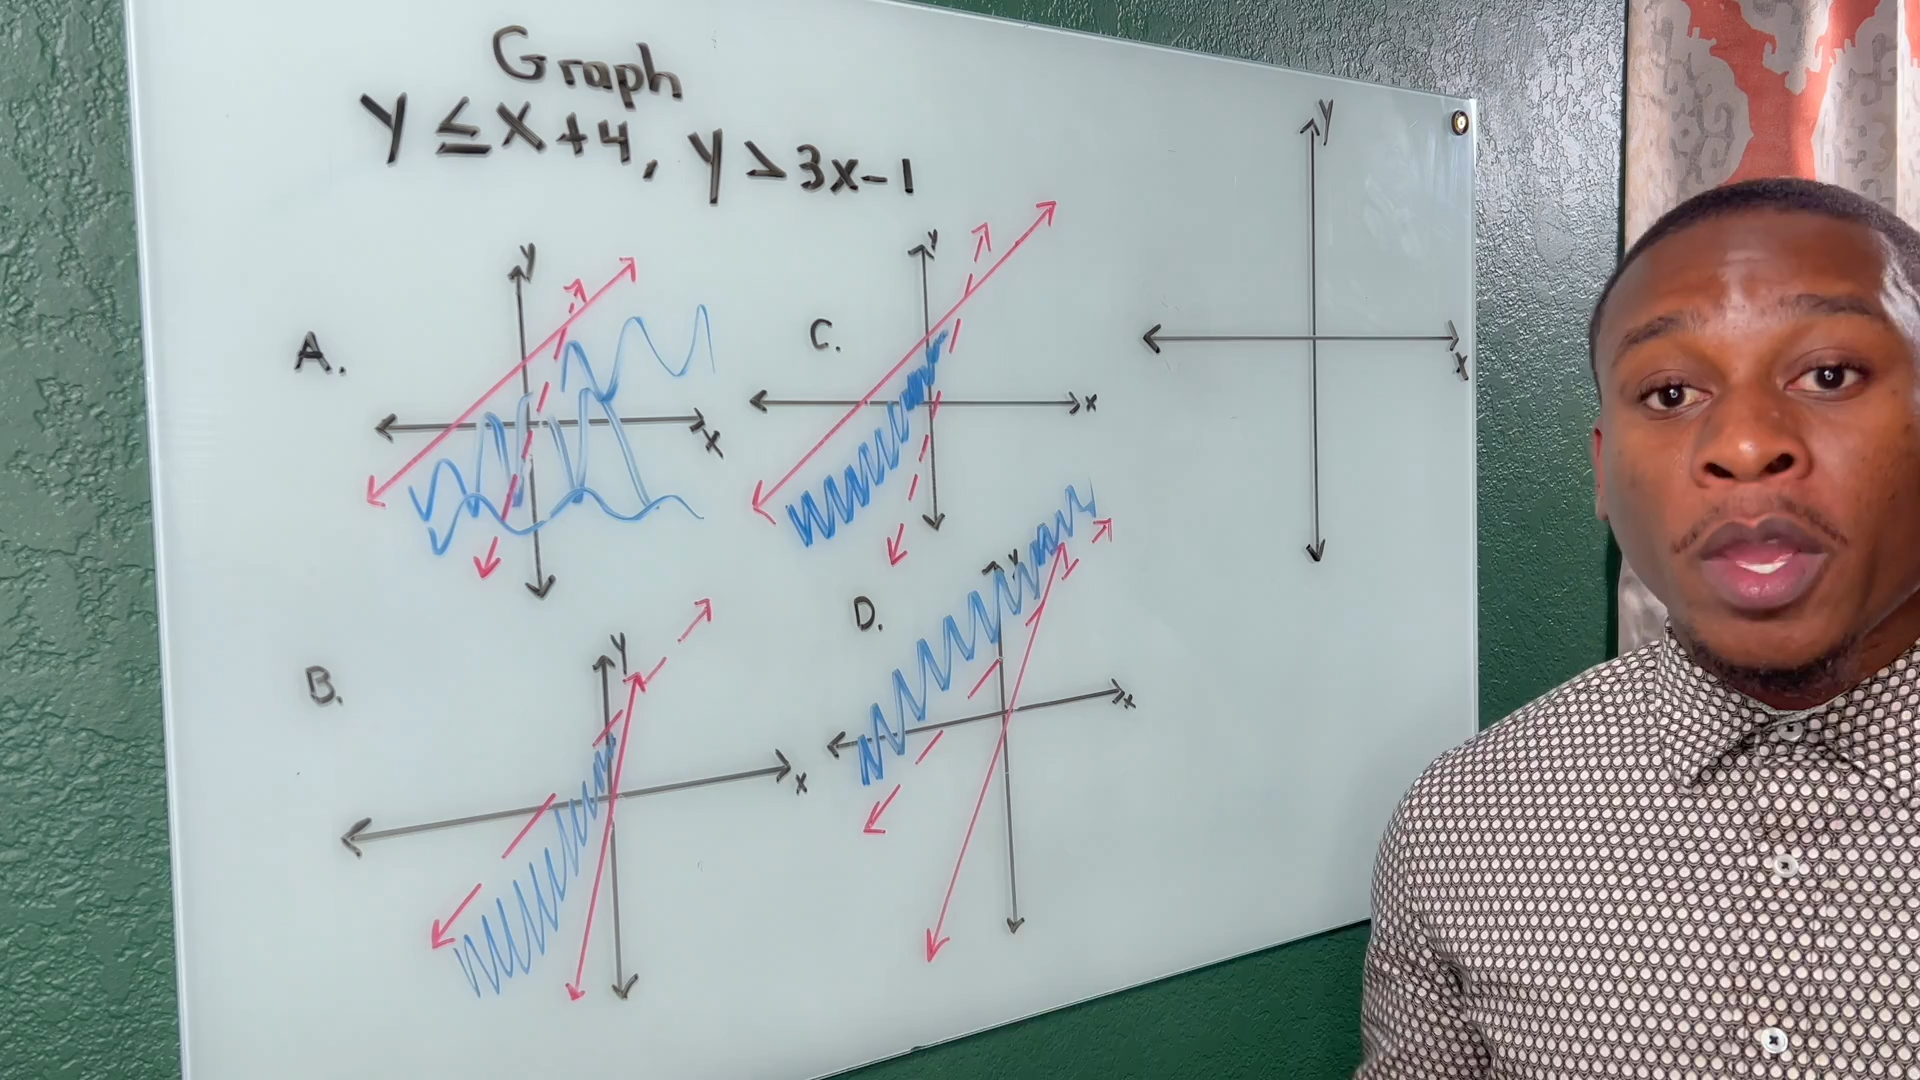 Graph
y ≤ x + 4, y > 3x - 1
y
A.
x
y
C.
x
y
x
B.
y
x
D.
y
x